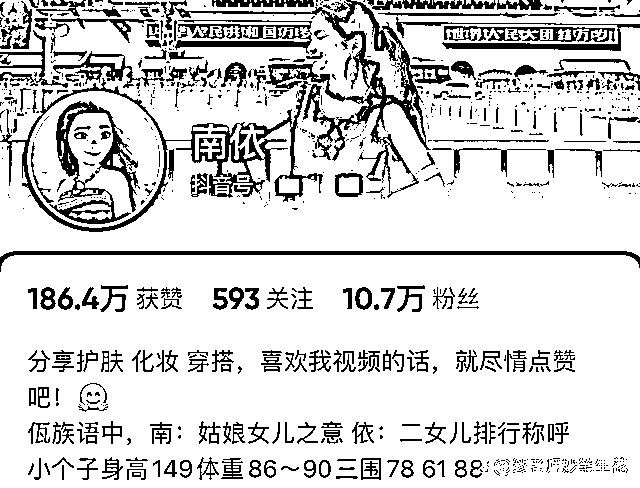 南依
抖音号
186.4万 获赞 593 关注 10.7万 粉丝
分享护肤 化妆 穿搭，喜欢我视频的话，就尽情点赞
吧！🤗
佤族语中，南：姑娘女儿之意 依：二女儿排行称呼
小个子身高149体重86～90三围78 61 88